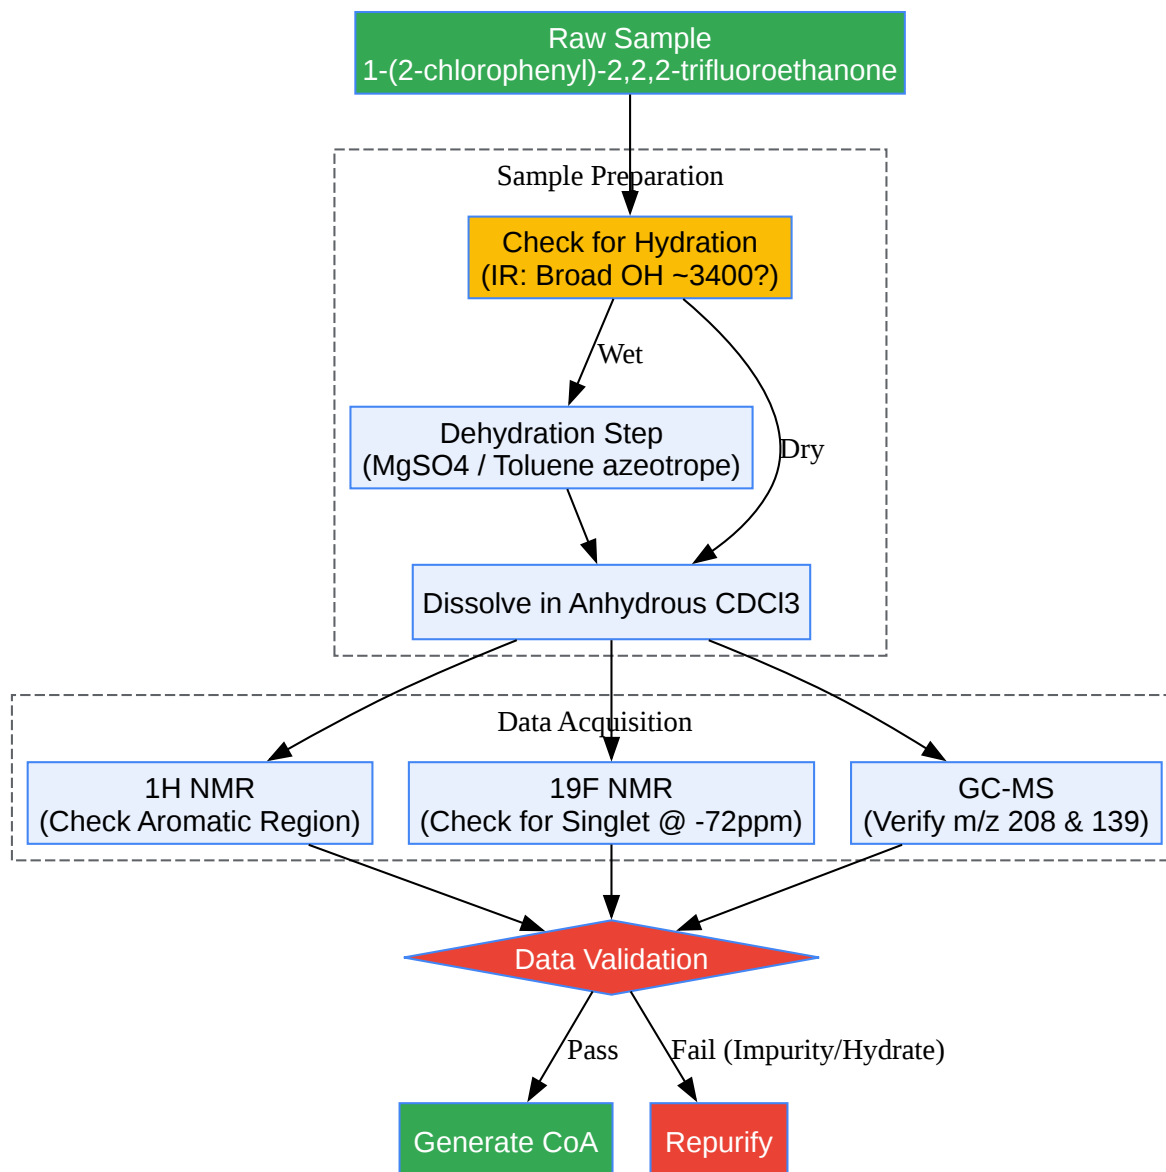 Raw Sample
1-(2-chlorophenyl)-2,2,2-trifluoroethanone
Sample Preparation
Check for Hydration
(IR: Broad OH ~3400?)
Wet
Dehydration Step
(MgSO4 / Toluene azeotrope)
Dry
Dissolve in Anhydrous CDCl3
Data Acquisition
1H NMR
(Check Aromatic Region)
19F NMR
(Check for Singlet @ -72ppm)
GC-MS
(Verify m/z 208 & 139)
Data Validation
Pass
Fail (Impurity/Hydrate)
Generate CoA
Repurify